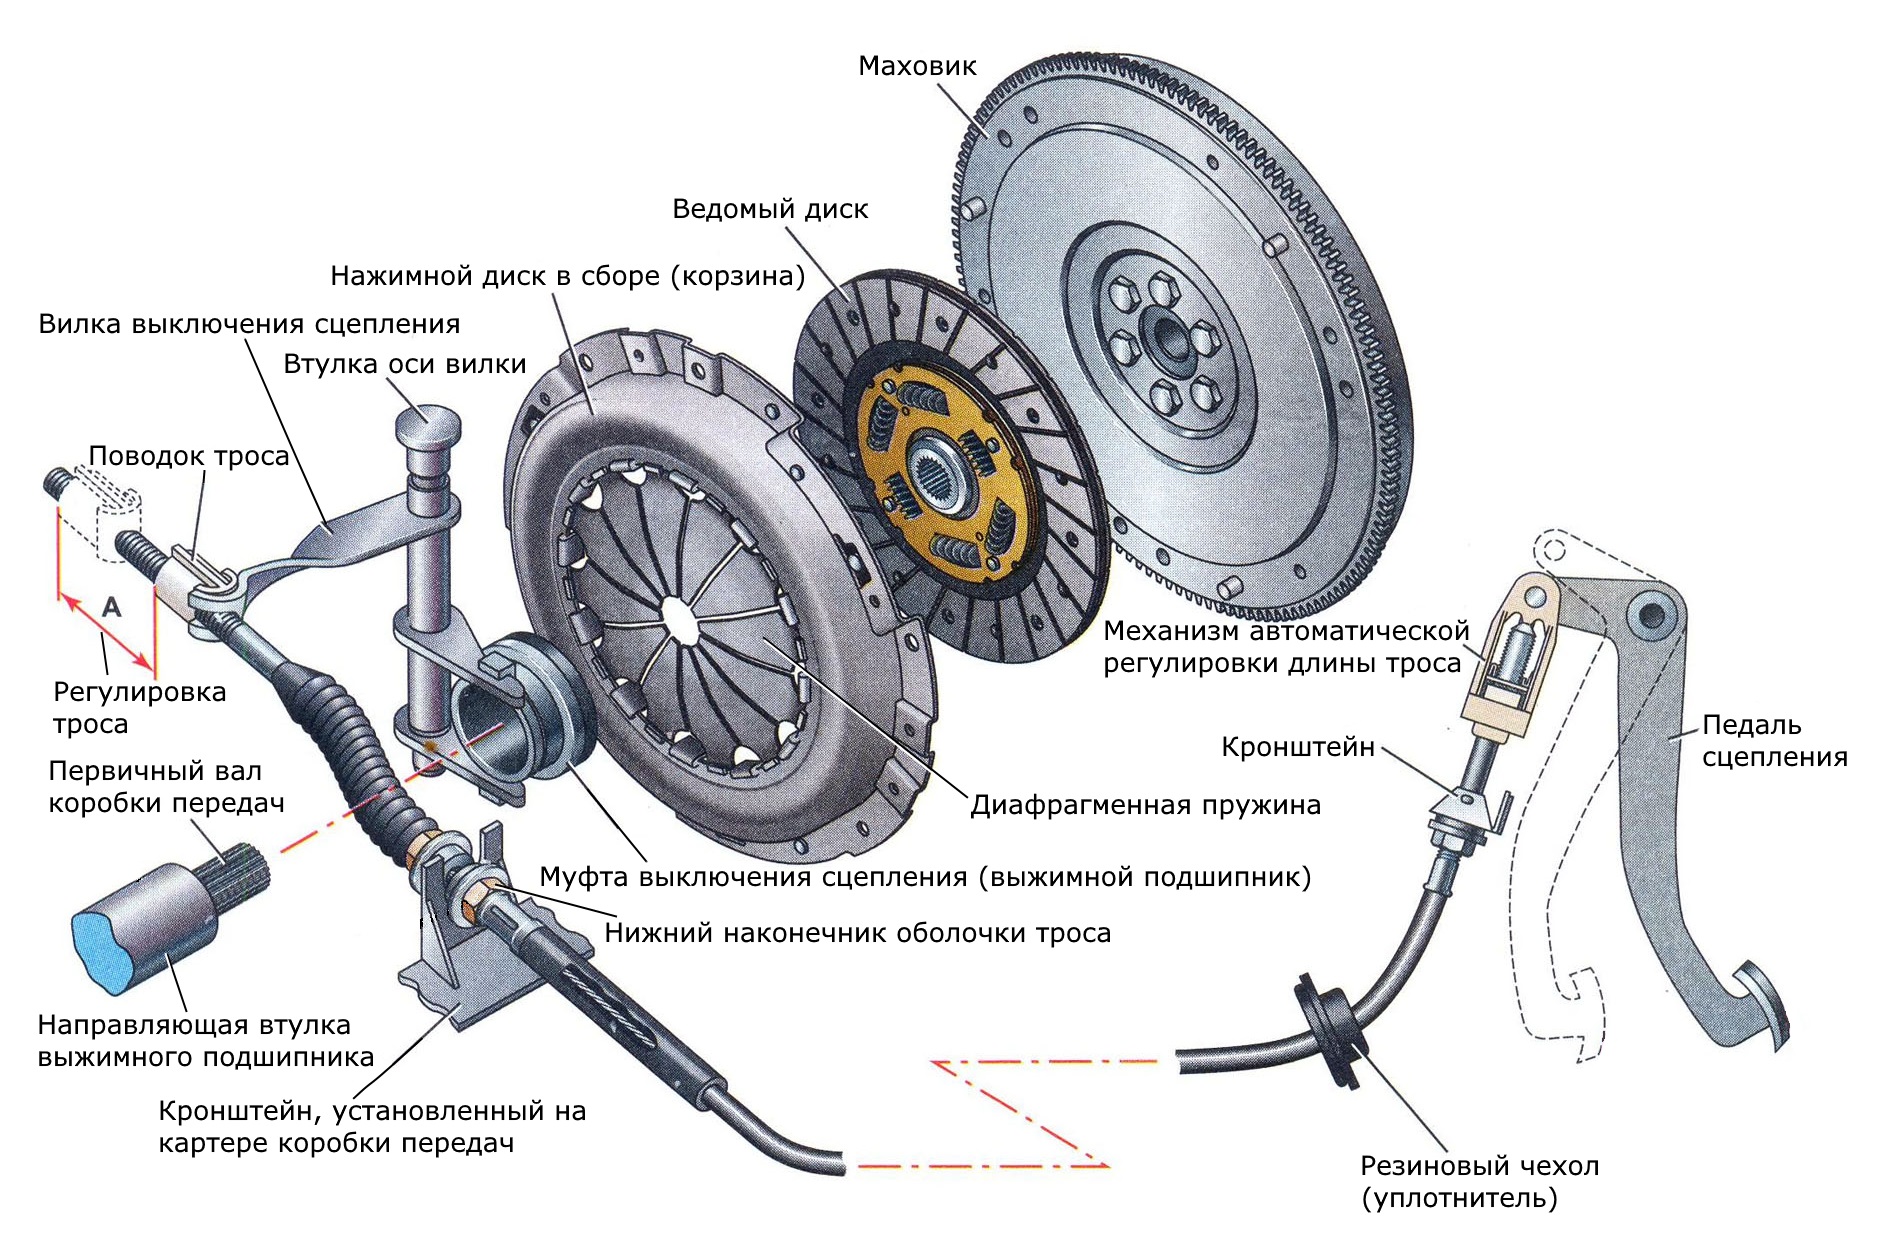 Маховик
Ведомый диск
Нажимной диск в сборе (корзина)
Вилка выключения сцепления
Втулка оси вилки
Поводок троса
А
Регулировка
троса
Первичный вал
коробки передач
Механизм автоматической
регулировки длины троса
Педаль
сцепления
Кронштейн
Диафрагменная пружина
Муфта выключения сцепления (выжимной подшипник)
Нижний наконечник оболочки троса
Направляющая втулка
выжимного подшипника
Кронштейн, установленный на
картере коробки передач
Резиновый чехол
(уплотнитель)